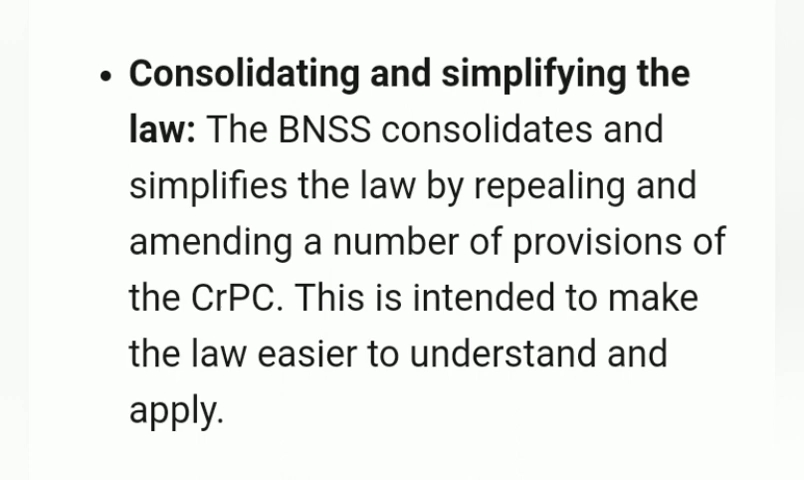 • Consolidating and simplifying the
law: The BNSS consolidates and
simplifies the law by repealing and
amending a number of provisions of
the CrPC. This is intended to make
the law easier to understand and
apply.